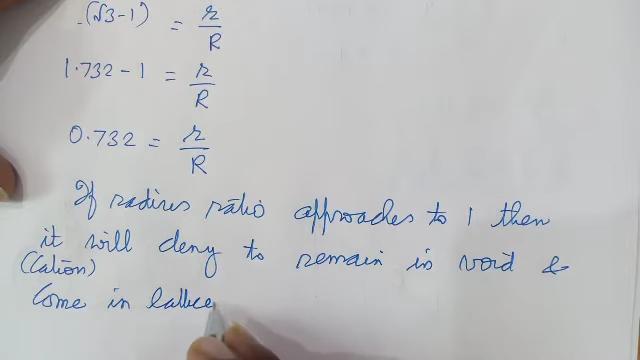 (√3-1) = r/R
1.732-1 = r/R
0.732 = r/R
If radius ratio approaches to 1 then
it will deny to remain in void &
(Cation)
Come in lattice